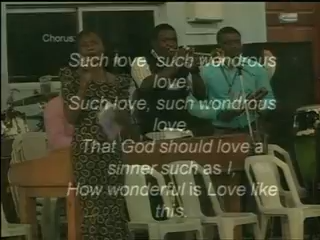 Chorus:
Such love, such wondrous
love,
Such love, such wondrous
love
That God should love a
sinner such as I,
How wonderful is Love like
this.